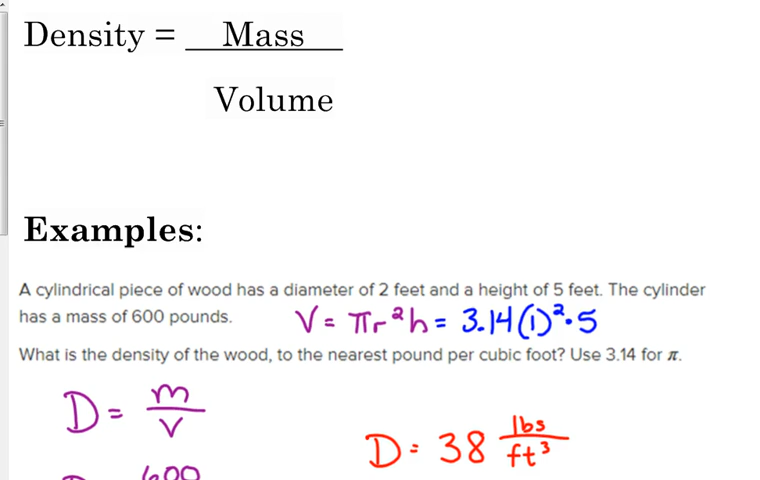 Density = Mass
Volume
Examples:
A cylindrical piece of wood has a diameter of 2 feet and a height of 5 feet. The cylinder
has a mass of 600 pounds.
V = πr²h = 3.14(1)²·5
What is the density of the wood, to the nearest pound per cubic foot? Use 3.14 for π.
D = m/V
D = 38 lbs/ft³
600